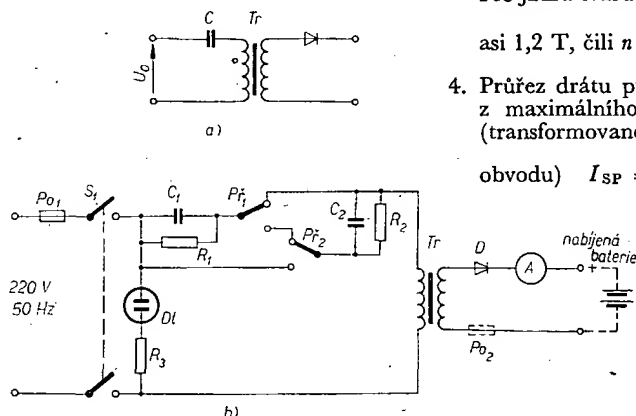 C
Tr
U₀
a)
asi 1,2 T, čili n
4. Průřez drátu p
z maximálního
(transformované
obvodu) I_SP =
Po₁
S₁
C₁
Př₁
R₁
Př₂
C₂
R₂
Tr
D
A
nabíjená
baterie
+
220 V
50 Hz
Dl
R₃
Po₂
b)